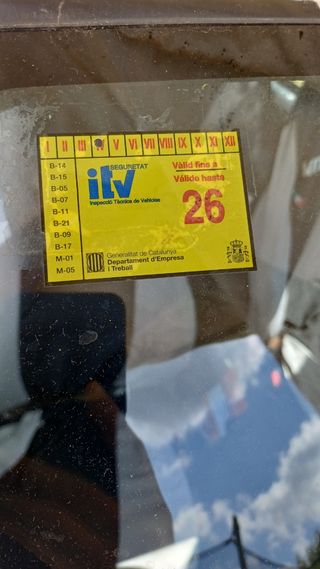 I II III V VI VII VIII IX X XI XII
B-14
B-15
B-05
B-07
B-11
B-21
B-09
B-17
M-01
M-05
SEGURETAT
itv
Inspecció Tècnica de Vehicles
Vàlid fins a
Válido hasta
26
Generalitat de Catalunya
Departament d'Empresa
i Treball